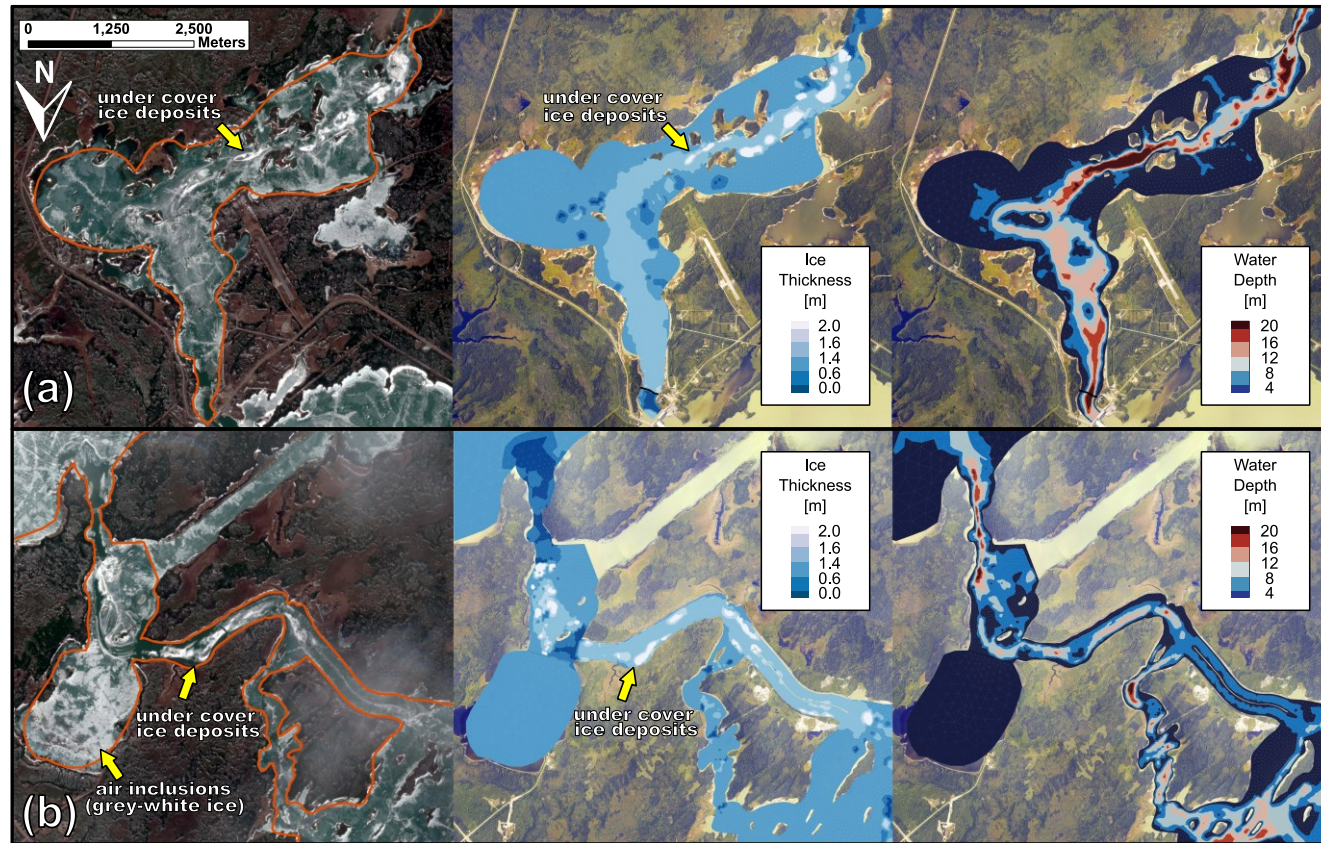 0 1,250 2,500
Meters
N
under cover
ice deposits
(a)
under cover
ice deposits
Ice
Thickness
[m]
2.0
1.6
1.4
0.6
0.0
Water
Depth
[m]
20
16
12
8
4
under cover
ice deposits
air inclusions
(grey-white ice)
(b)
under cover
ice deposits
Ice
Thickness
[m]
2.0
1.6
1.4
0.6
0.0
Water
Depth
[m]
20
16
12
8
4